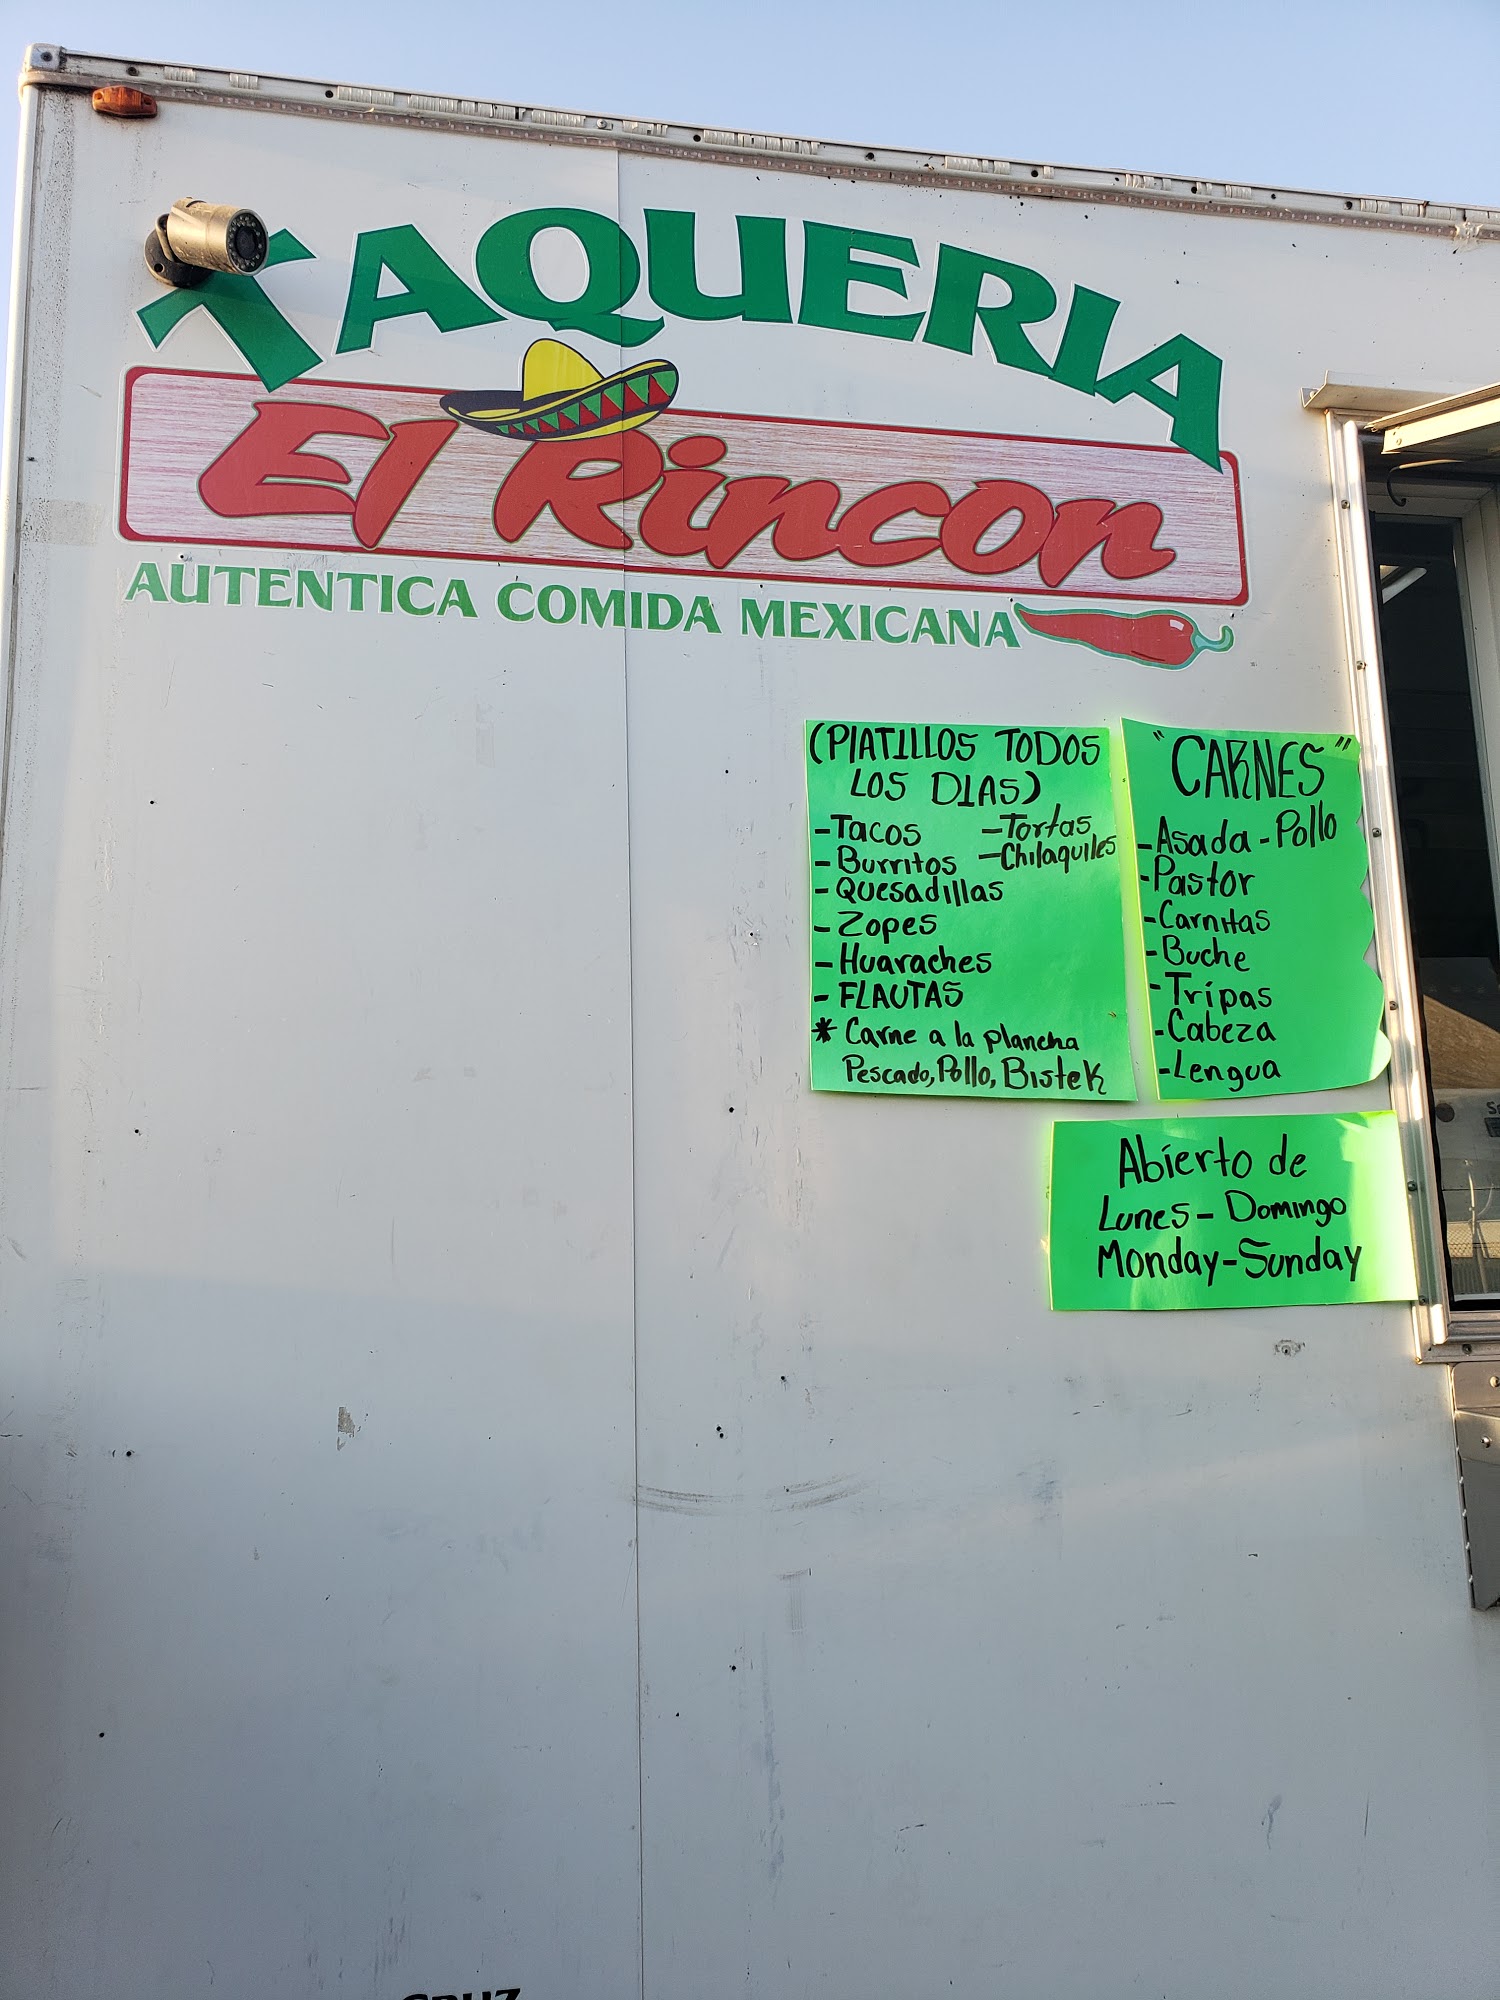 TAQUERIA
El Rincon
AUTENTICA COMIDA MEXICANA
(PLATILLOS TODOS
LOS DIAS)
-Tacos -Tortas
-Burritos -Chilaquiles
-Quesadillas
-Zopes
-Huaraches
-FLAUTAS
* Carne a la plancha
Pescado, Pollo, Bistek
"CARNES"
-Asada -Pollo
-Pastor
-Carnitas
-Buche
-Tripas
-Cabeza
-Lengua
Abierto de
Lunes - Domingo
Monday-Sunday
CRUZ